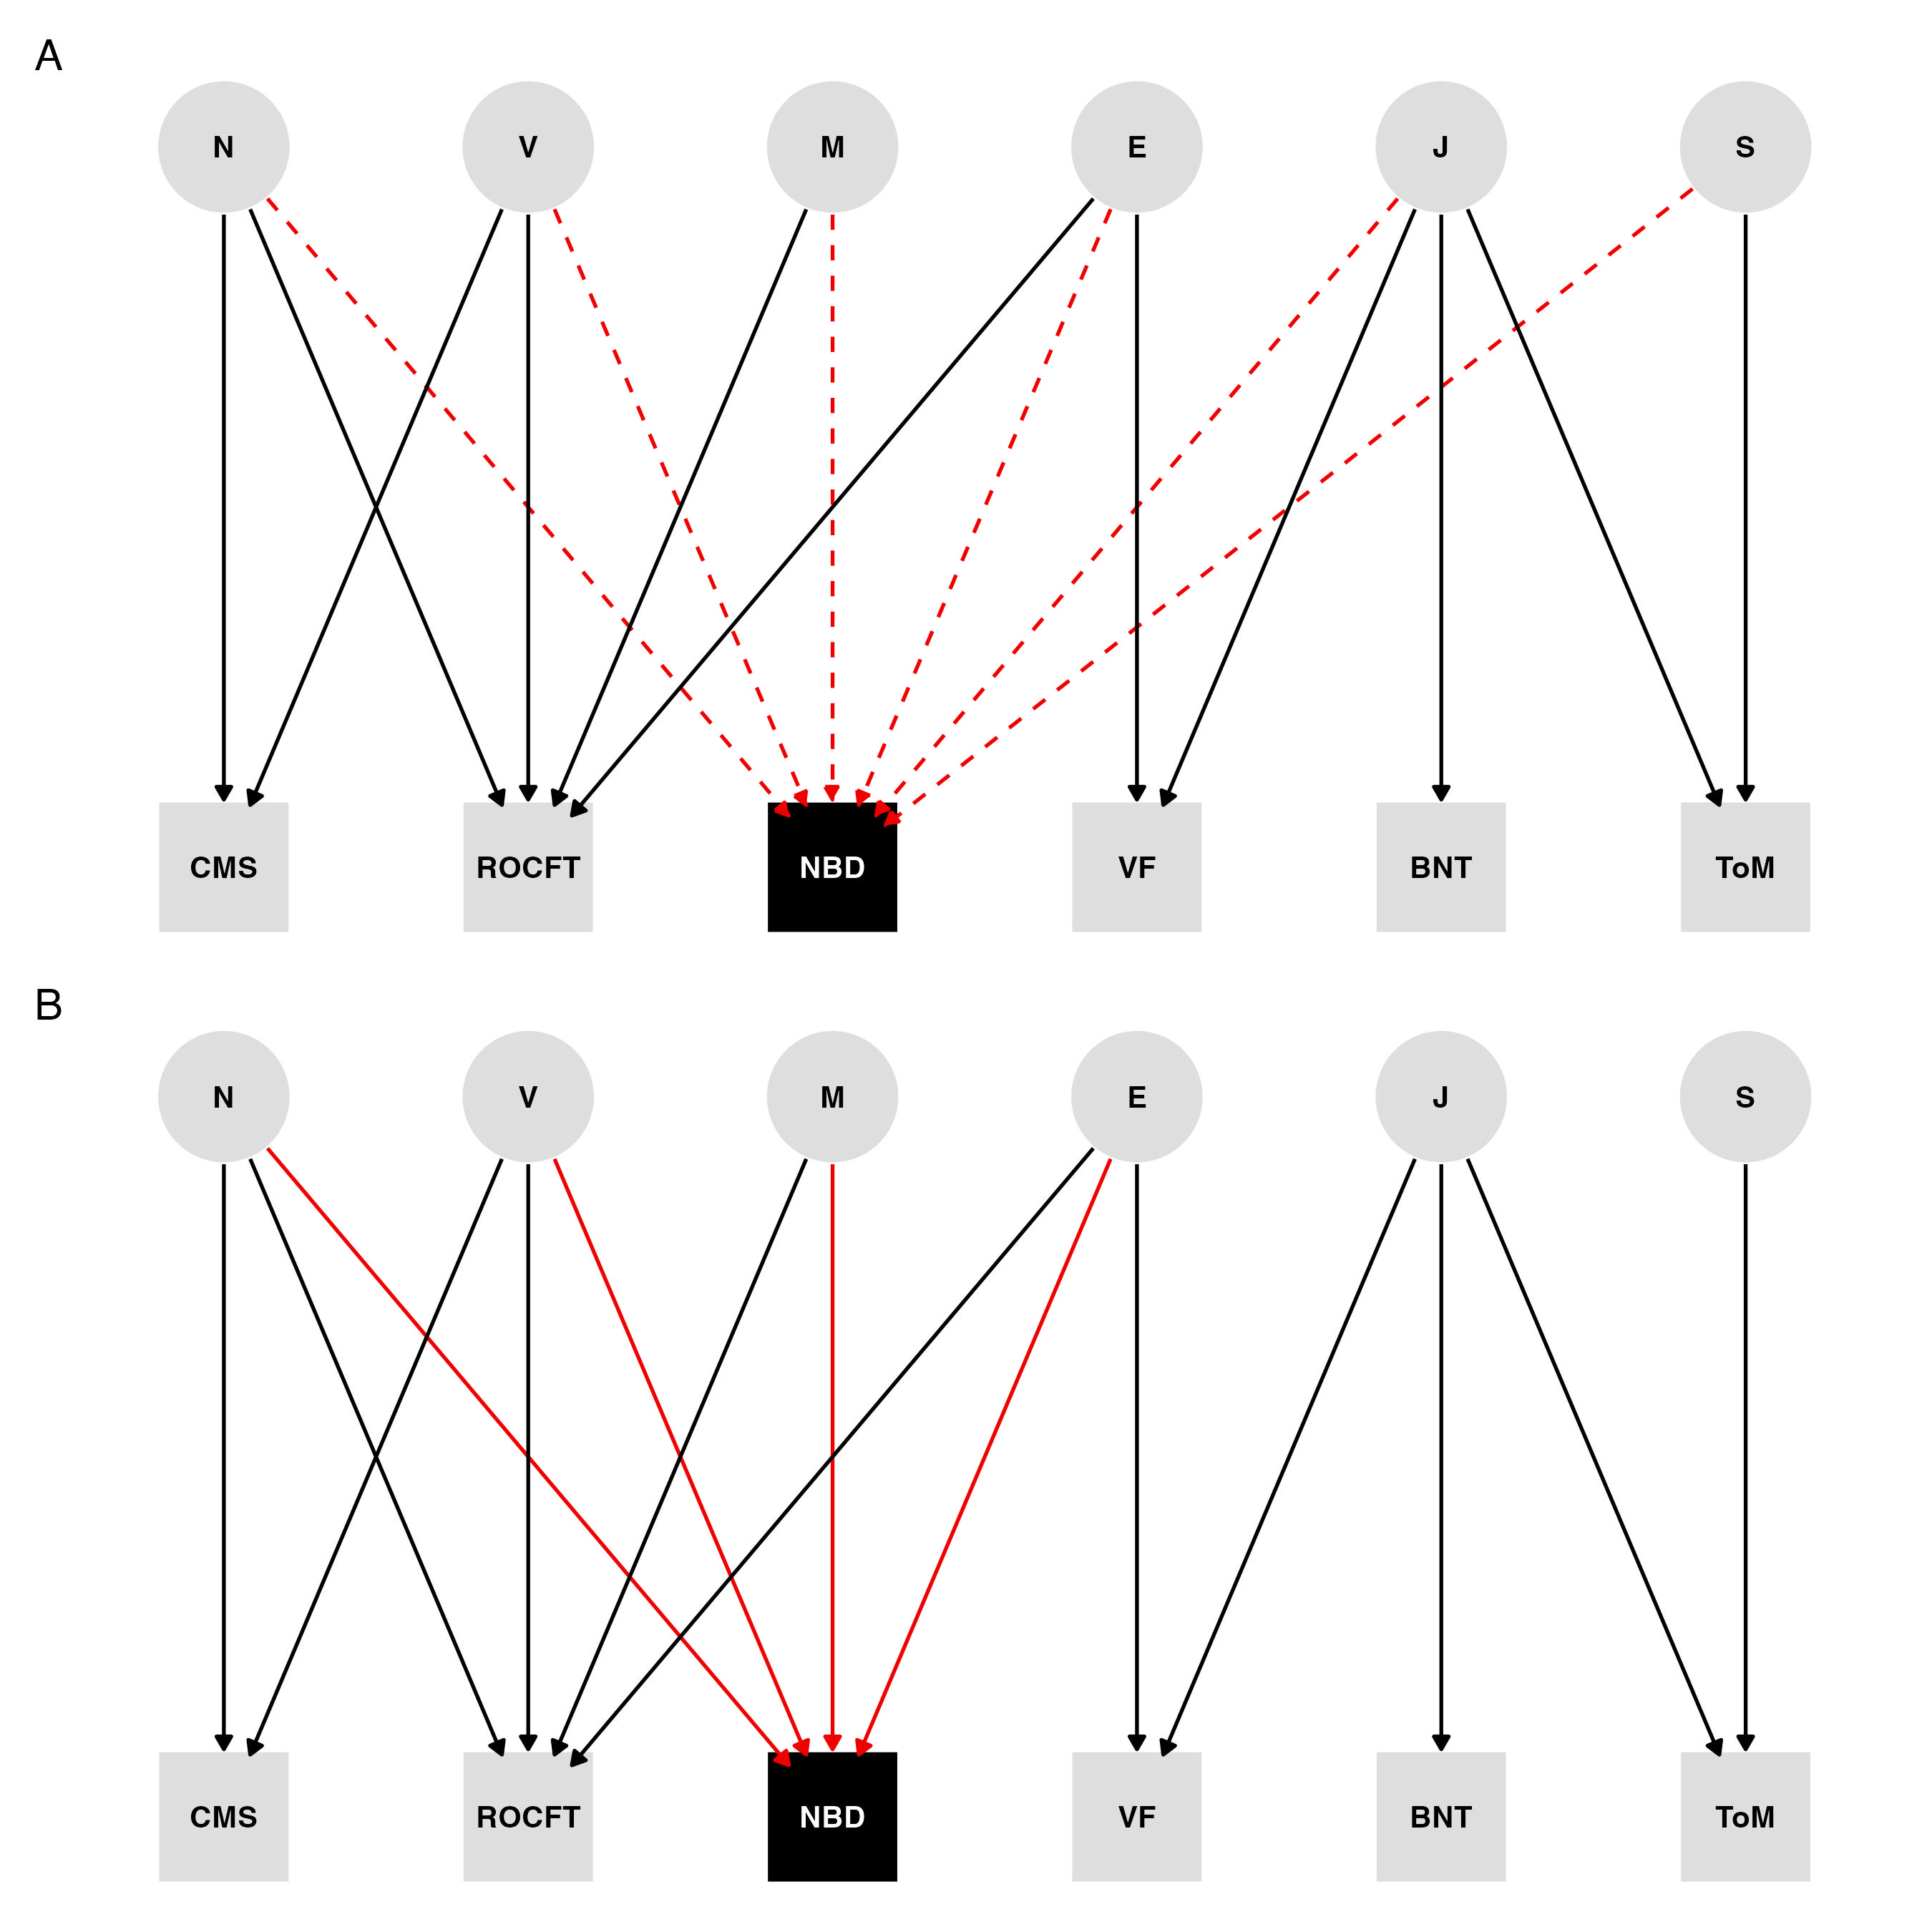 A
N V M E J S
CMS ROCFT NBD VF BNT ToM
B
N V M E J S
CMS ROCFT NBD VF BNT ToM